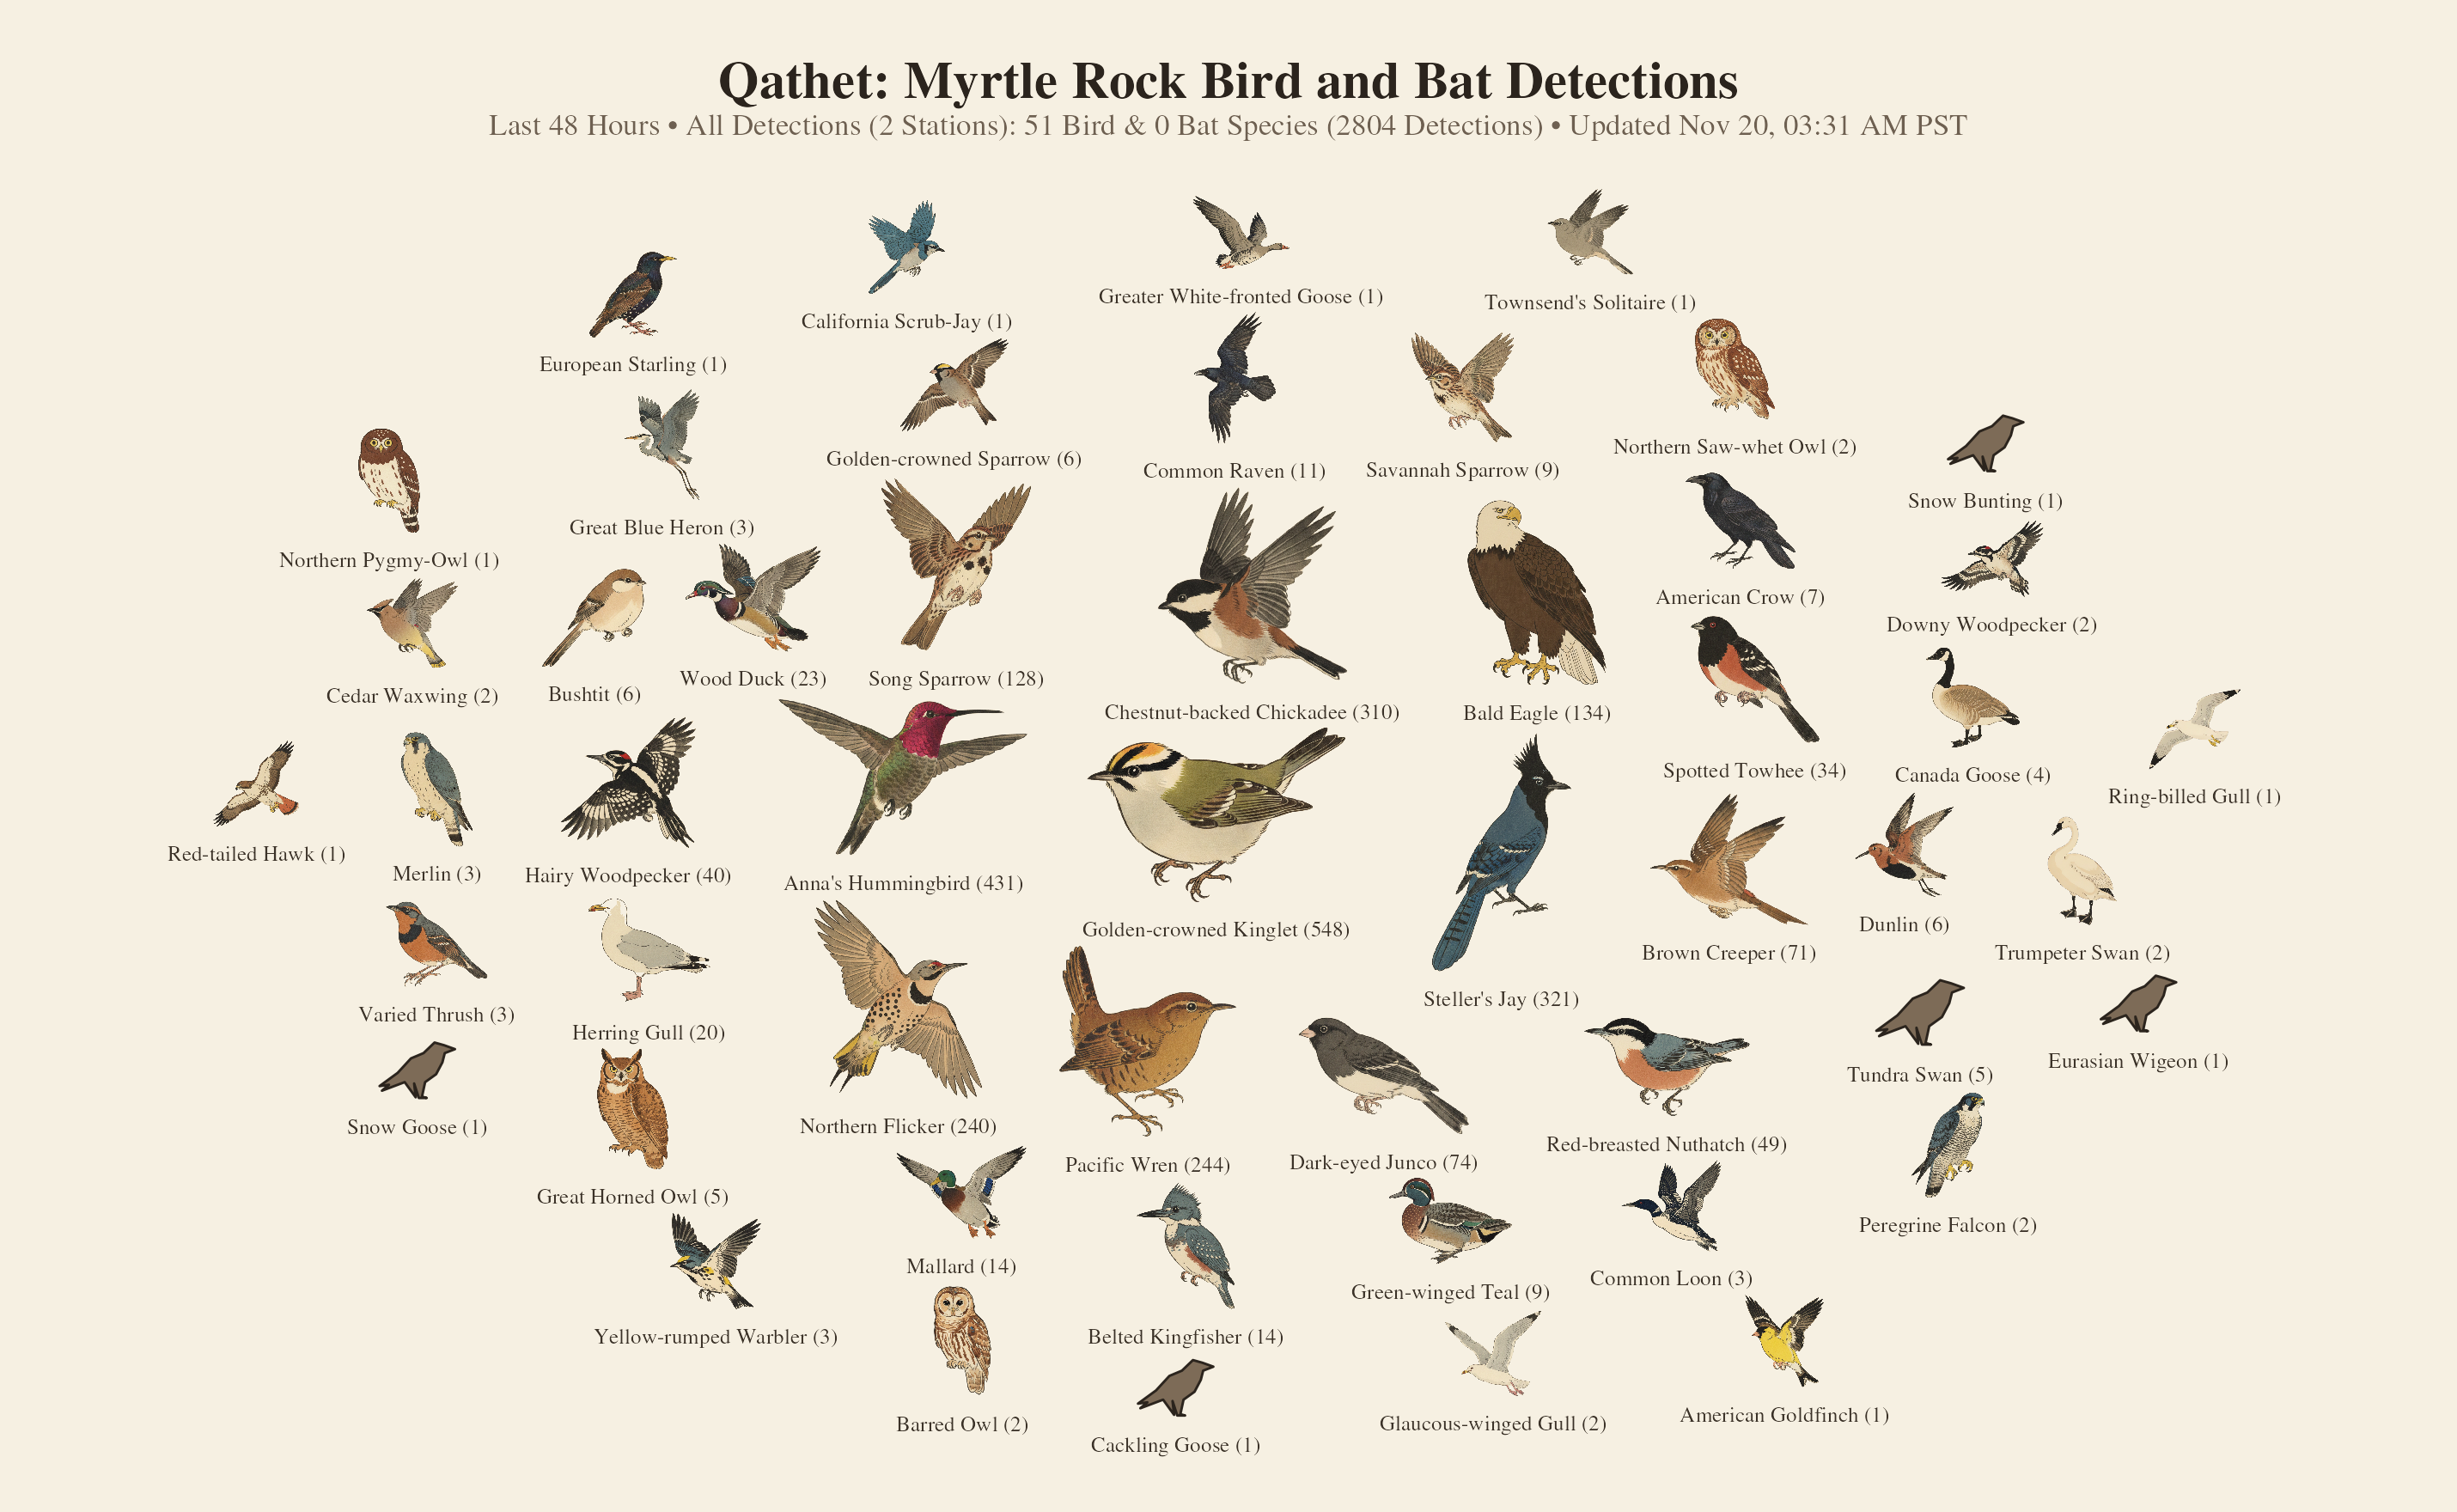 Qathet: Myrtle Rock Bird and Bat Detections
Last 48 Hours • All Detections (2 Stations): 51 Bird & 0 Bat Species (2804 Detections) • Updated Nov 20, 03:31 AM PST
Greater White-fronted Goose (1)
Townsend's Solitaire (1)
California Scrub-Jay (1)
European Starling (1)
Northern Saw-whet Owl (2)
Golden-crowned Sparrow (6)
Common Raven (11)
Savannah Sparrow (9)
Snow Bunting (1)
Great Blue Heron (3)
Northern Pygmy-Owl (1)
American Crow (7)
Downy Woodpecker (2)
Wood Duck (23)
Song Sparrow (128)
Cedar Waxwing (2)
Bushtit (6)
Chestnut-backed Chickadee (310)
Bald Eagle (134)
Spotted Towhee (34)
Canada Goose (4)
Ring-billed Gull (1)
Red-tailed Hawk (1)
Merlin (3)
Hairy Woodpecker (40)
Anna's Hummingbird (431)
Dunlin (6)
Golden-crowned Kinglet (548)
Brown Creeper (71)
Trumpeter Swan (2)
Steller's Jay (321)
Varied Thrush (3)
Herring Gull (20)
Eurasian Wigeon (1)
Tundra Swan (5)
Snow Goose (1)
Northern Flicker (240)
Red-breasted Nuthatch (49)
Pacific Wren (244)
Dark-eyed Junco (74)
Great Horned Owl (5)
Peregrine Falcon (2)
Mallard (14)
Common Loon (3)
Green-winged Teal (9)
Yellow-rumped Warbler (3)
Belted Kingfisher (14)
American Goldfinch (1)
Barred Owl (2)
Glaucous-winged Gull (2)
Cackling Goose (1)